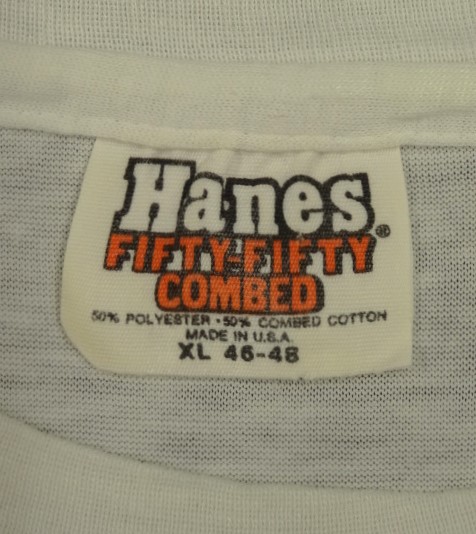 Hanes®
FIFTY-FIFTY
COMBED
50% POLYESTER • 50% COMBED COTTON
MADE IN U.S.A.
XL 46-48